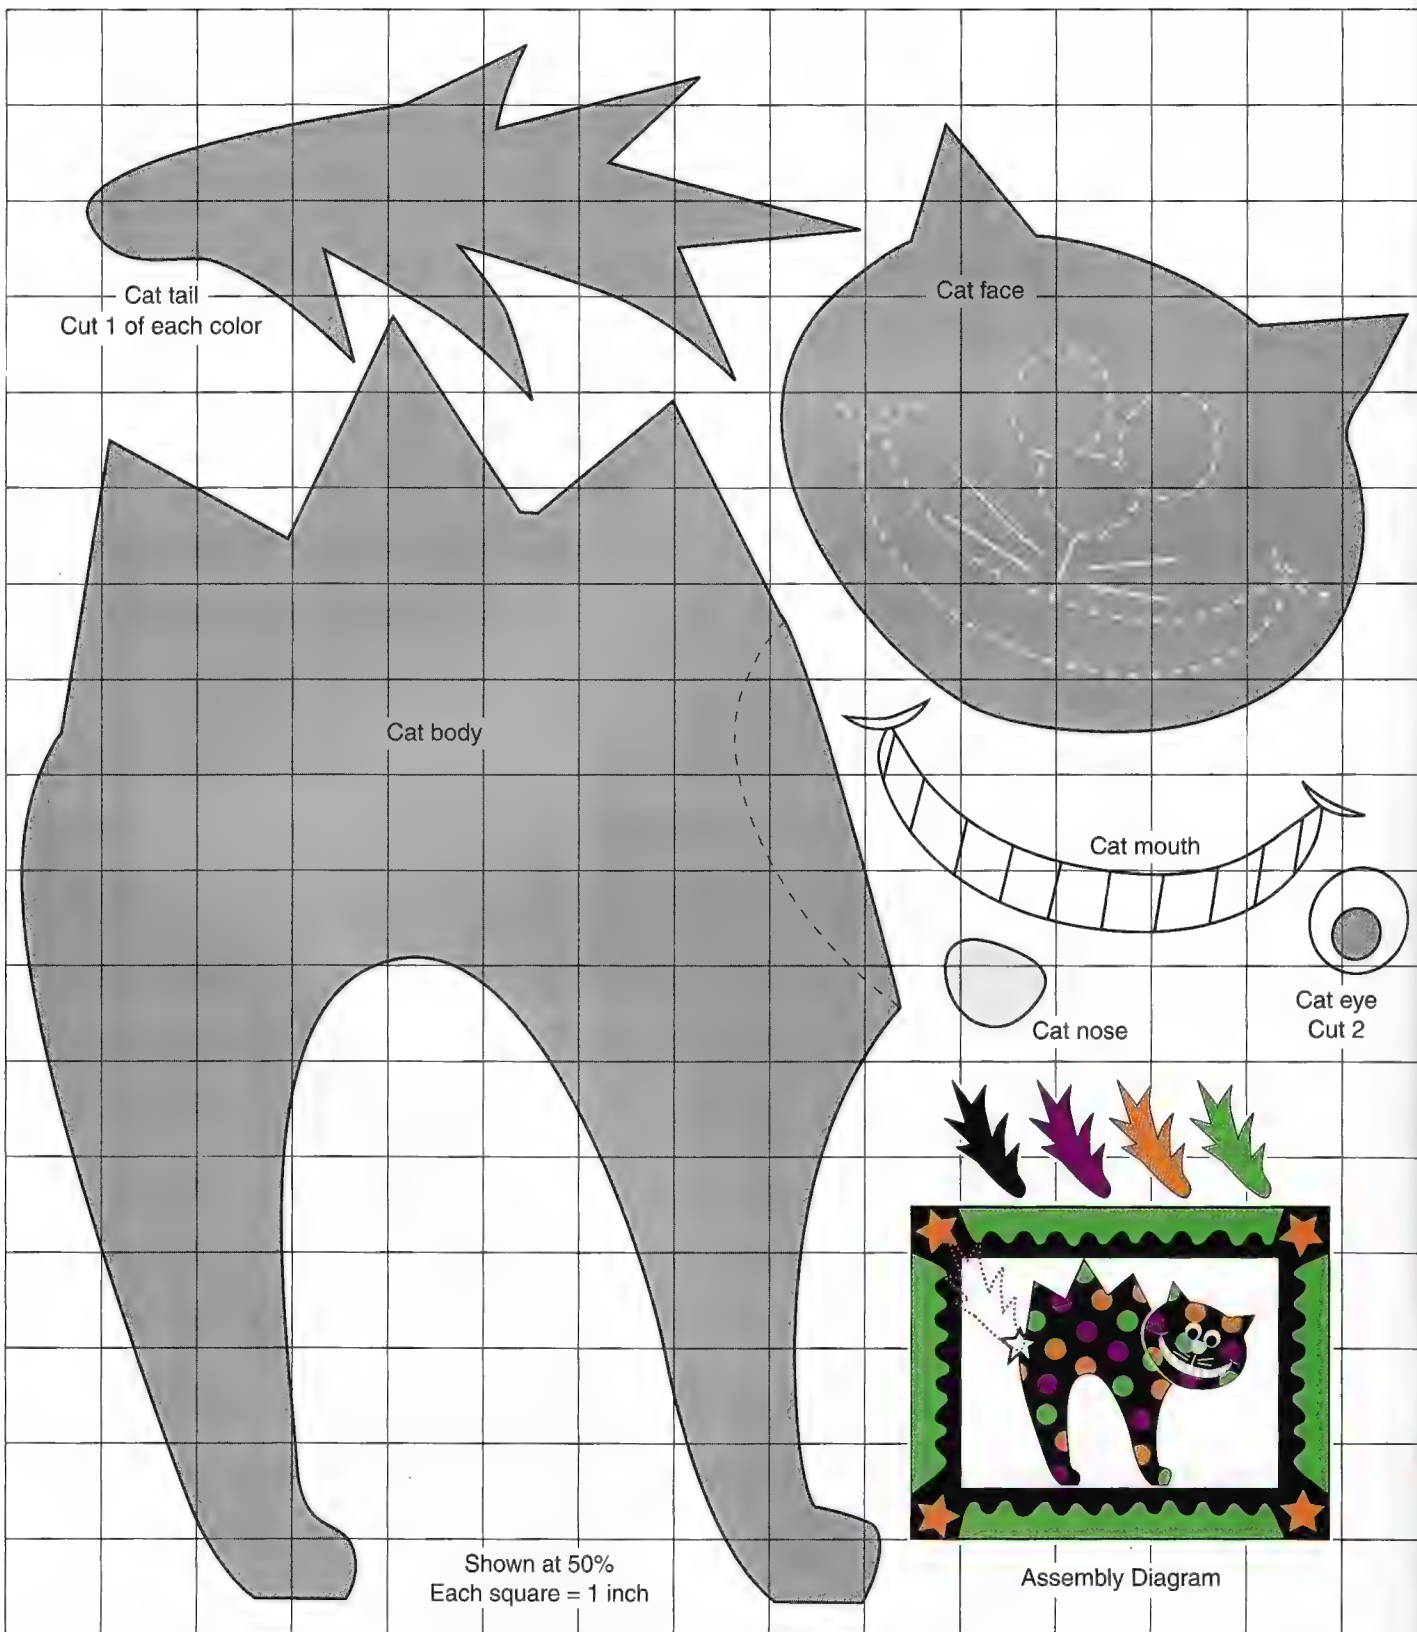 Cat tail
Cut 1 of each color
Cat face
Cat body
Cat mouth
Cat nose
Cat eye
Cut 2
Shown at 50%
Each square = 1 inch
Assembly Diagram